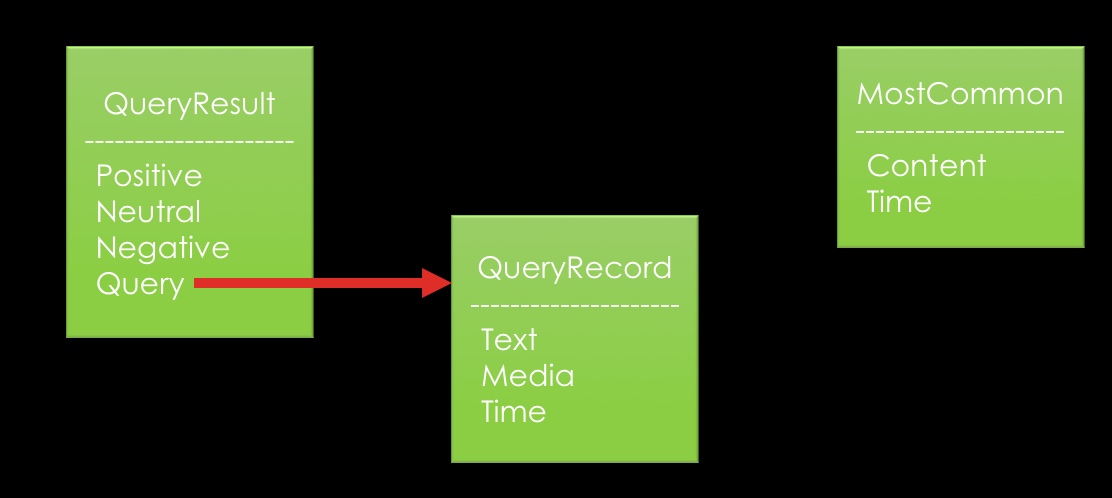 QueryResult
---------------------
Positive
Neutral
Negative
Query
QueryRecord
---------------------
Text
Media
Time
MostCommon
---------------------
Content
Time